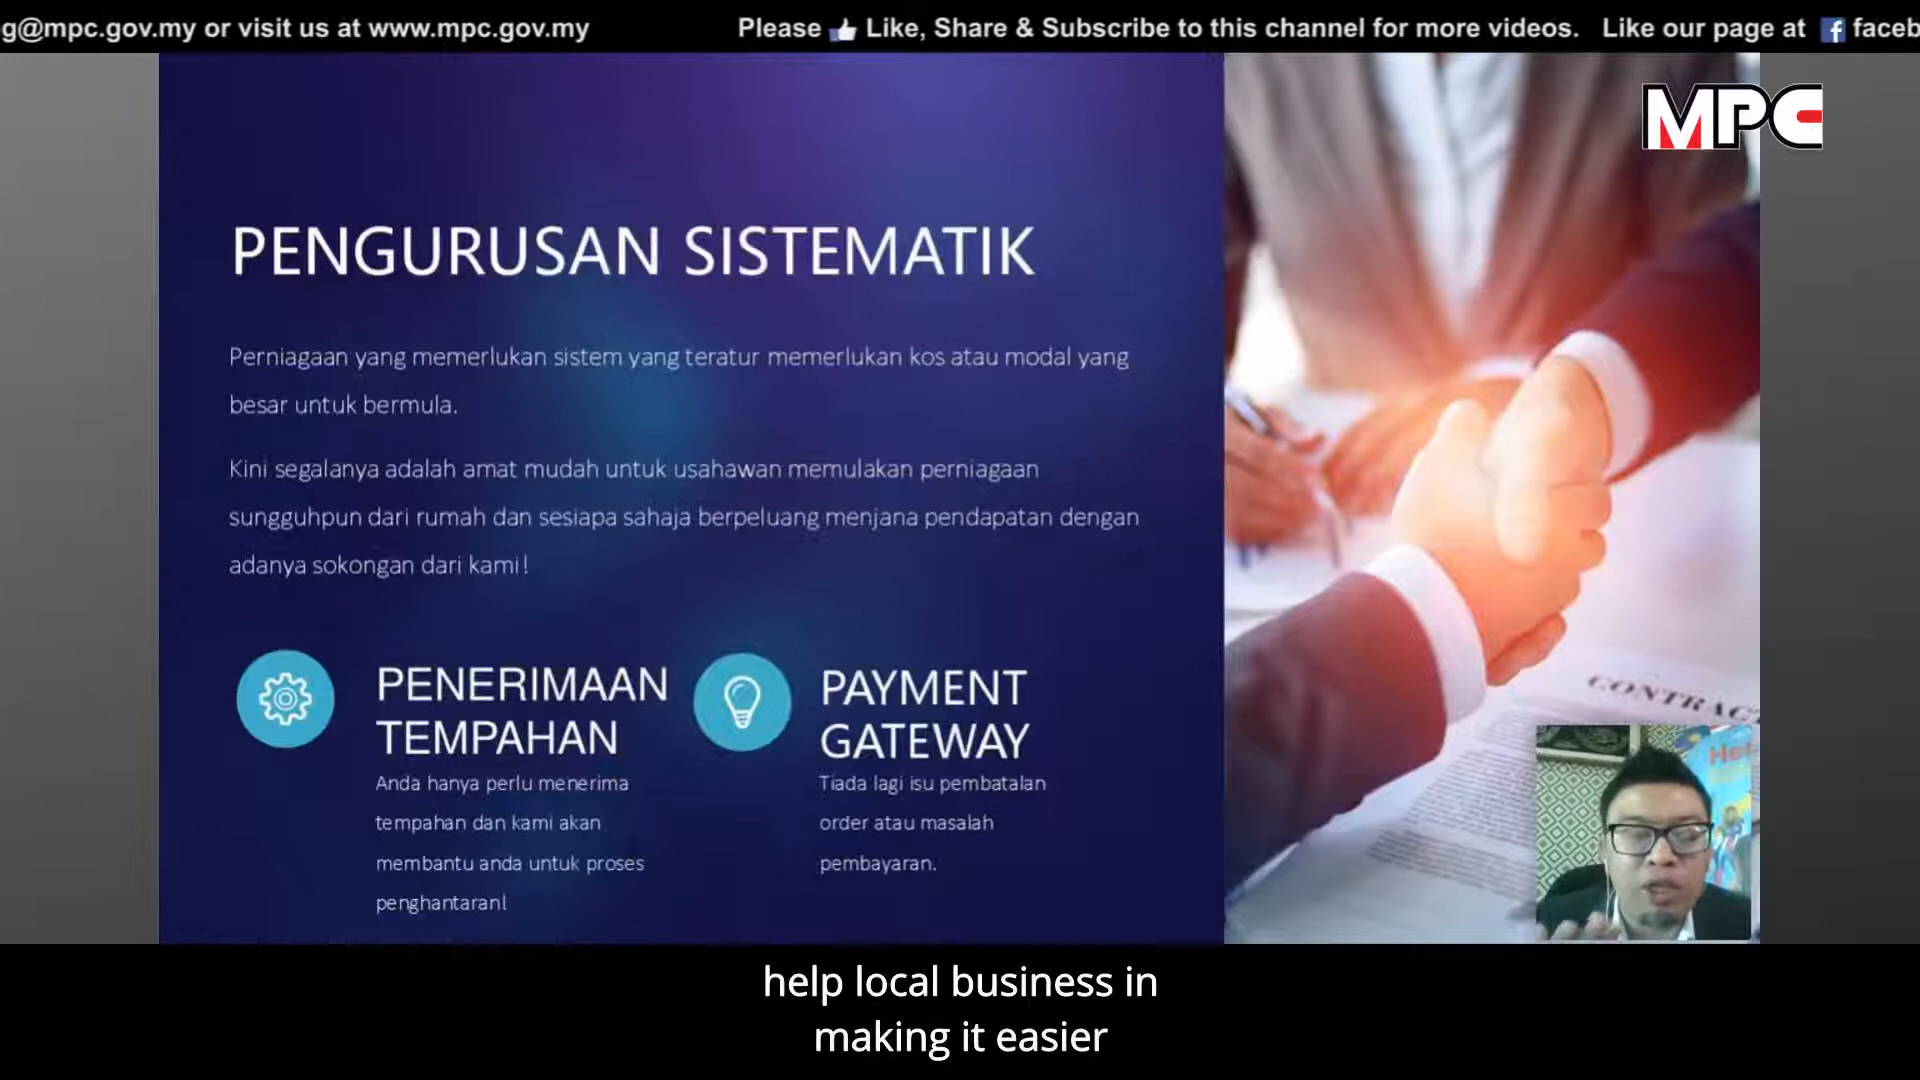 g@mpc.gov.my or visit us at www.mpc.gov.my Please Like, Share & Subscribe to this channel for more videos. Like our page at faceb
MPC
PENGURUSAN SISTEMATIK
Perniagaan yang memerlukan sistem yang teratur memerlukan kos atau modal yang
besar untuk bermula.
Kini segalanya adalah amat mudah untuk usahawan memulakan perniagaan
sungguhpun dari rumah dan sesiapa sahaja berpeluang menjana pendapatan dengan
adanya sokongan dari kami!
PENERIMAAN
TEMPAHAN
Anda hanya perlu menerima
tempahan dan kami akan
membantu anda untuk proses
penghantaran!
PAYMENT
GATEWAY
Tiada lagi isu pembatalan
order atau masalah
pembayaran.
CONTRACT
help local business in
making it easier